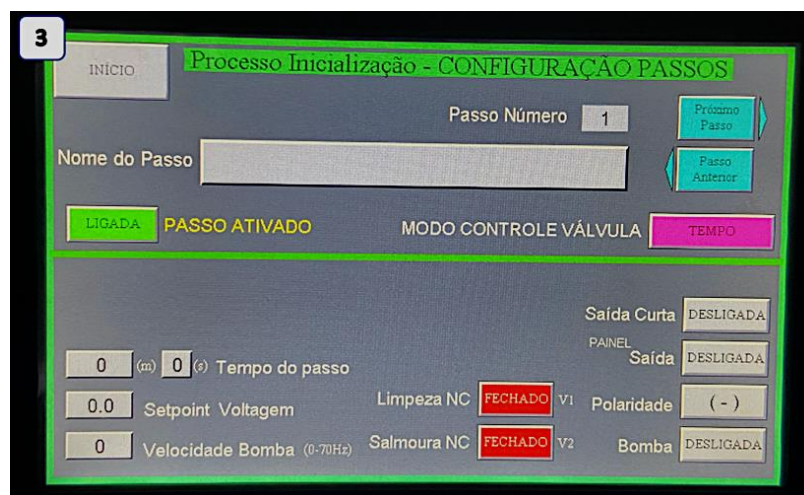 3
INÍCIO
Processo Inicialização - CONFIGURAÇÃO PASSOS
Passo Número 1
Próximo
Passo
Nome do Passo
Passo
Anterior
LIGADA PASSO ATIVADO
MODO CONTROLE VÁLVULA TEMPO
Saída Curta DESLIGADA
PAINEL
Saída DESLIGADA
0 (m) 0 (s) Tempo do passo
Limpeza NC FECHADO V1
Polaridade (-)
0.0 Setpoint Voltagem
Salmoura NC FECHADO V2
Bomba DESLIGADA
0 Velocidade Bomba (0-70Hz)